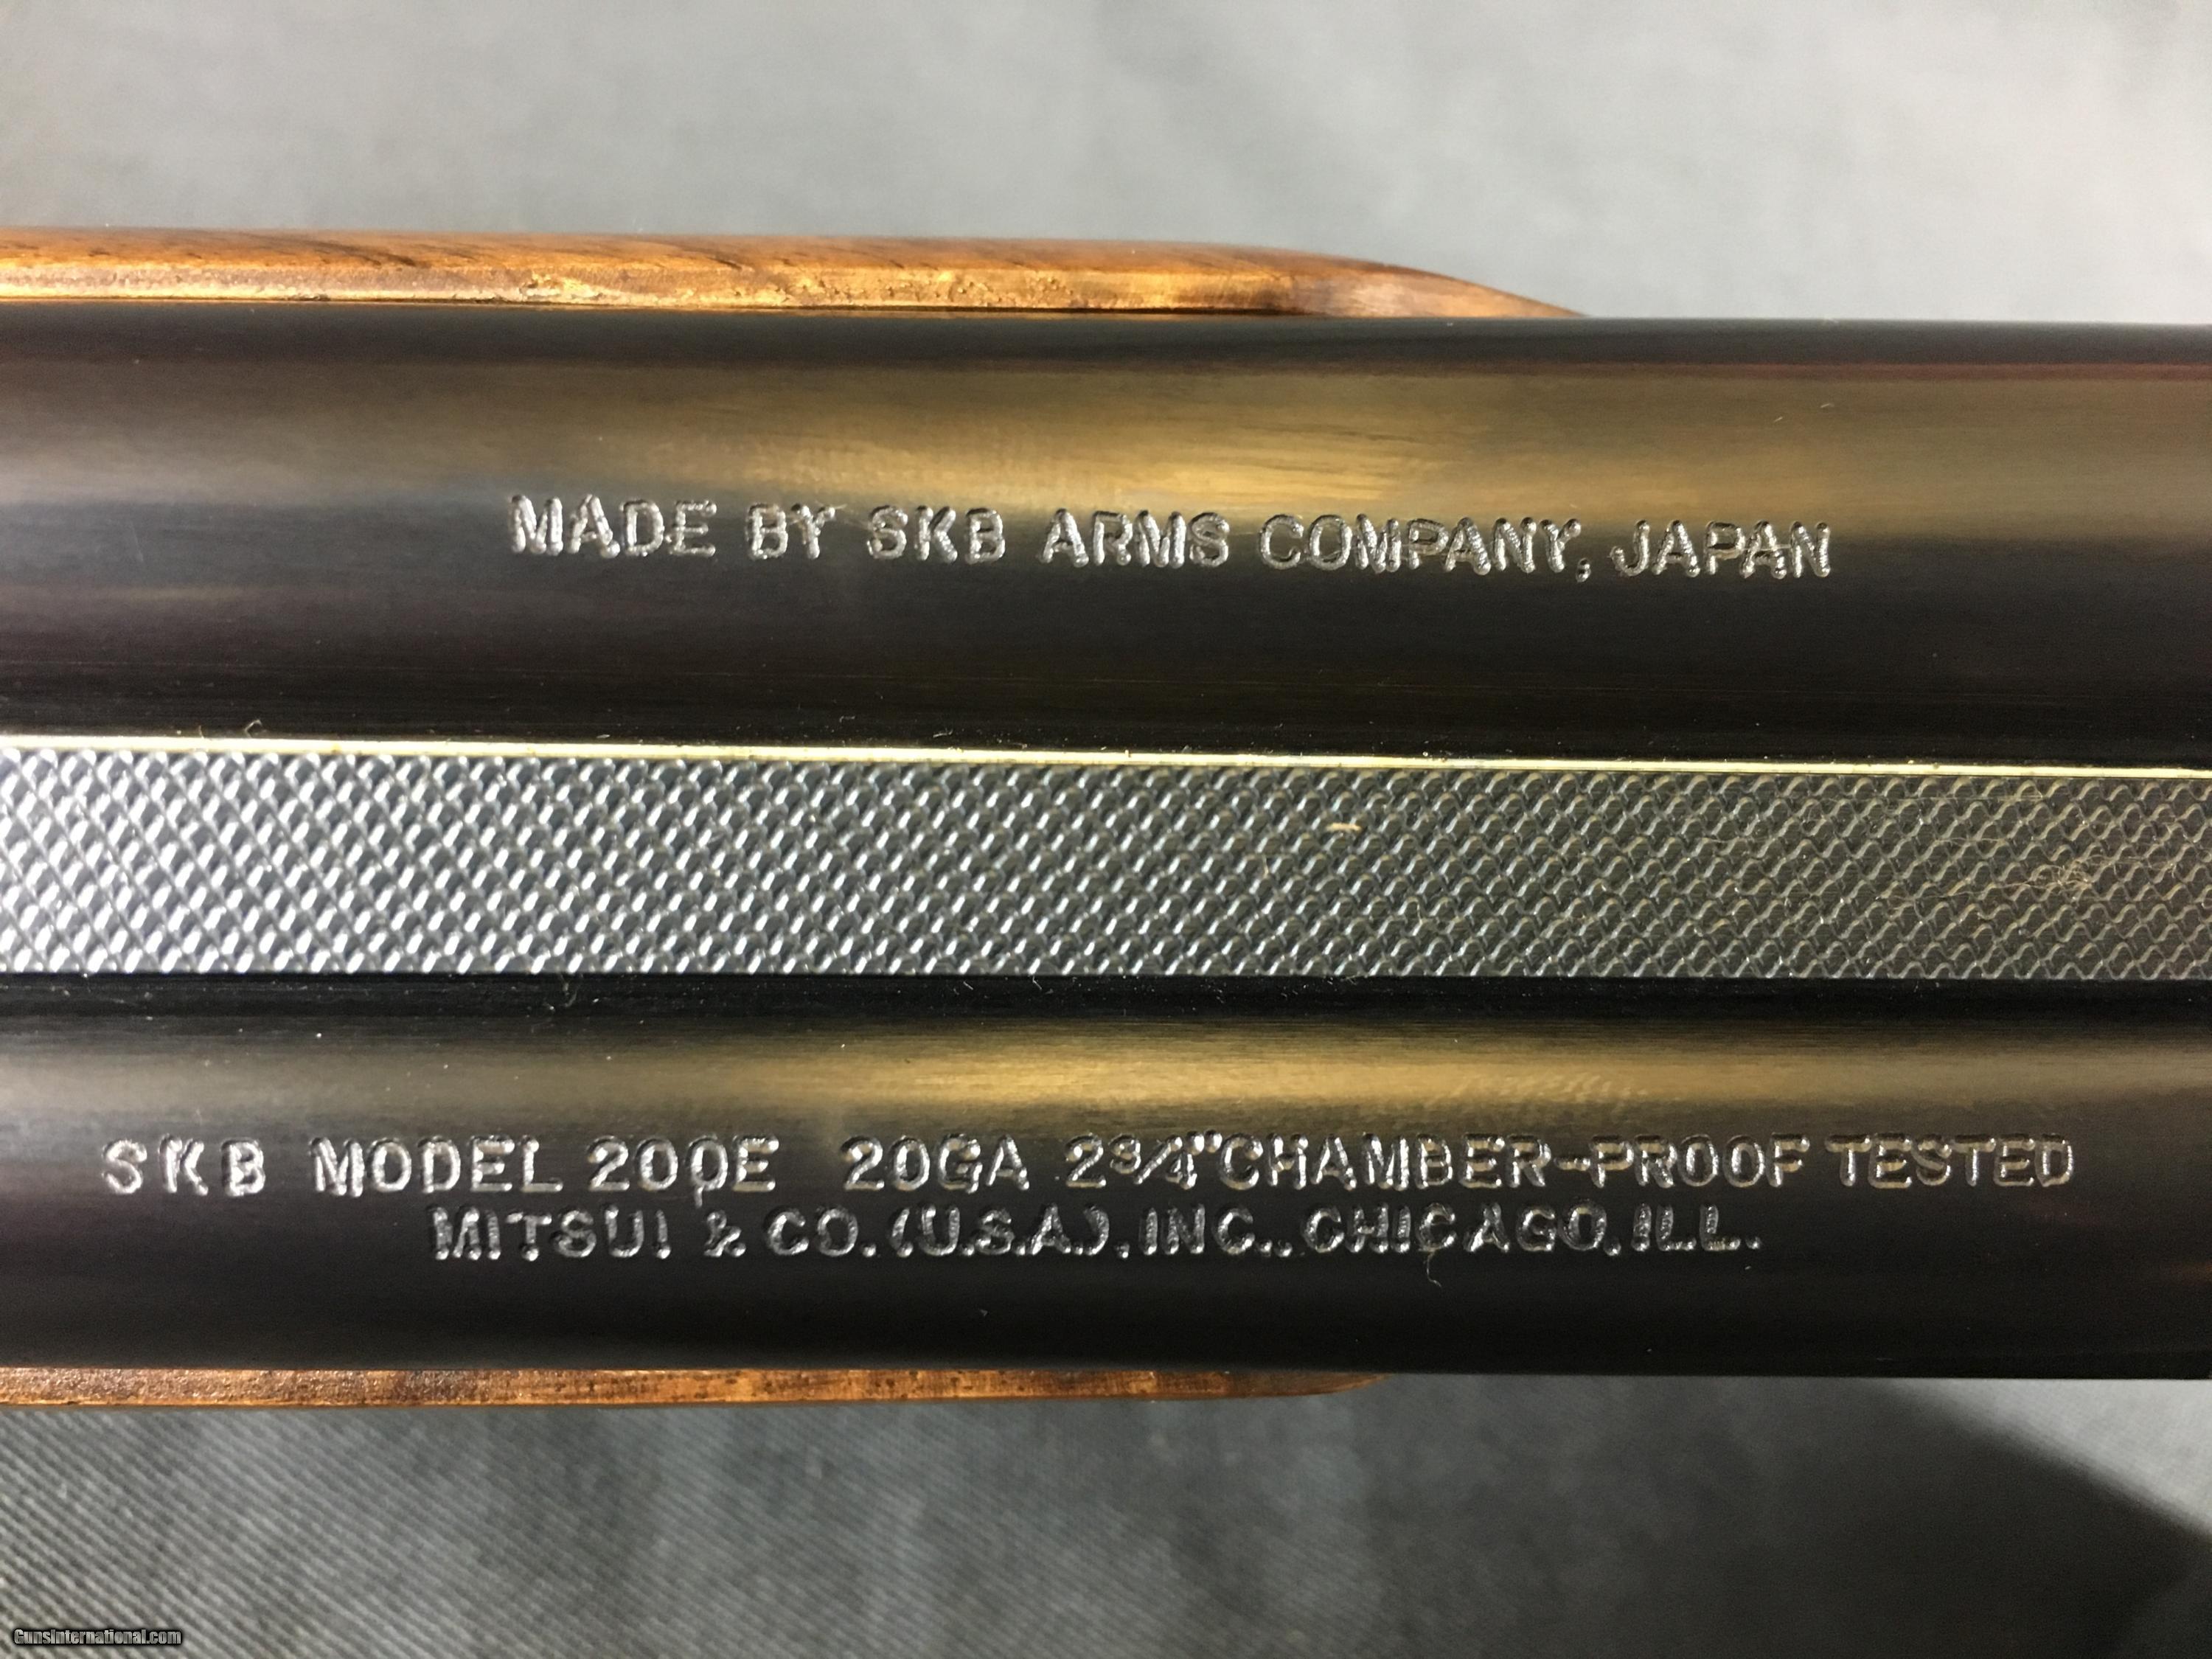 MADE BY SKB ARMS COMPANY, JAPAN
SKB MODEL 200E 20GA 2¾"CHAMBER-PROOF TESTED
MITSUI & CO. (U.S.A.), INC., CHICAGO, ILL.
GunsInternational.com